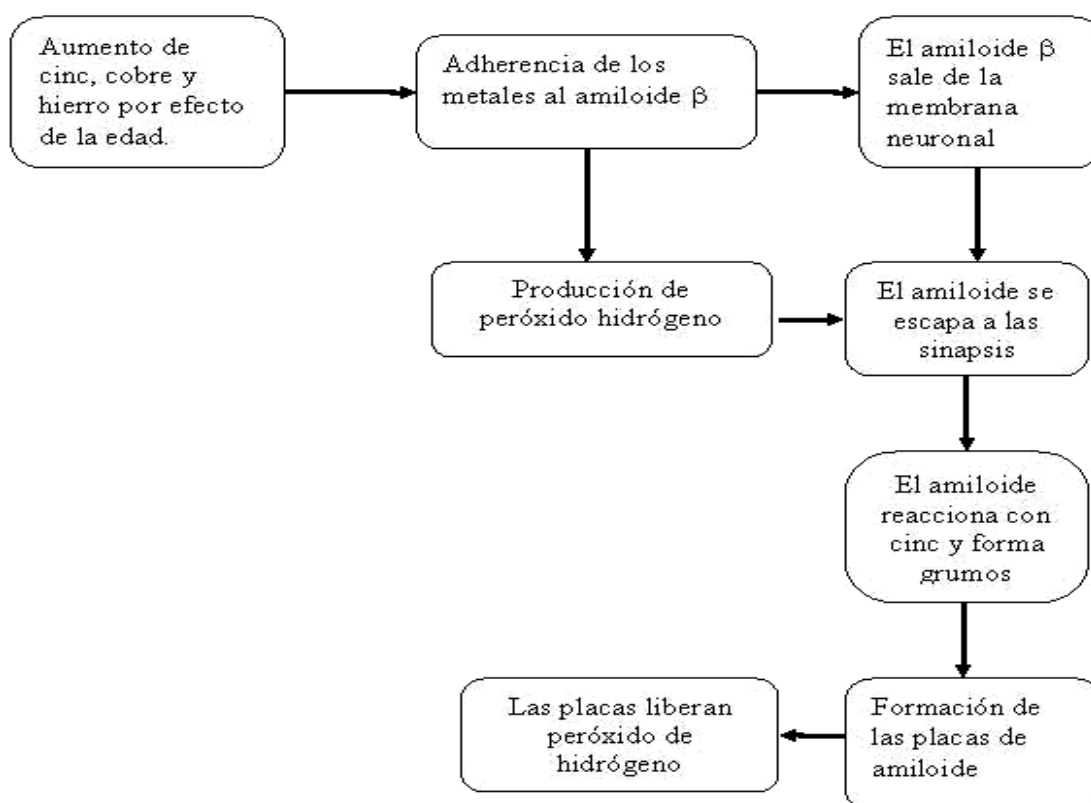 Aumento de
cinc, cobre y
hierro por efecto
de la edad.
Adherencia de los
metales al amiloide β
El amiloide β
sale de la
membrana
neuronal
Producción de
peróxido hidrógeno
El amiloide se
escapa a las
sinapsis
El amiloide
reacciona con
cinc y forma
grumos
Las placas liberan
peróxido de
hidrógeno
Formación de
las placas de
amiloide